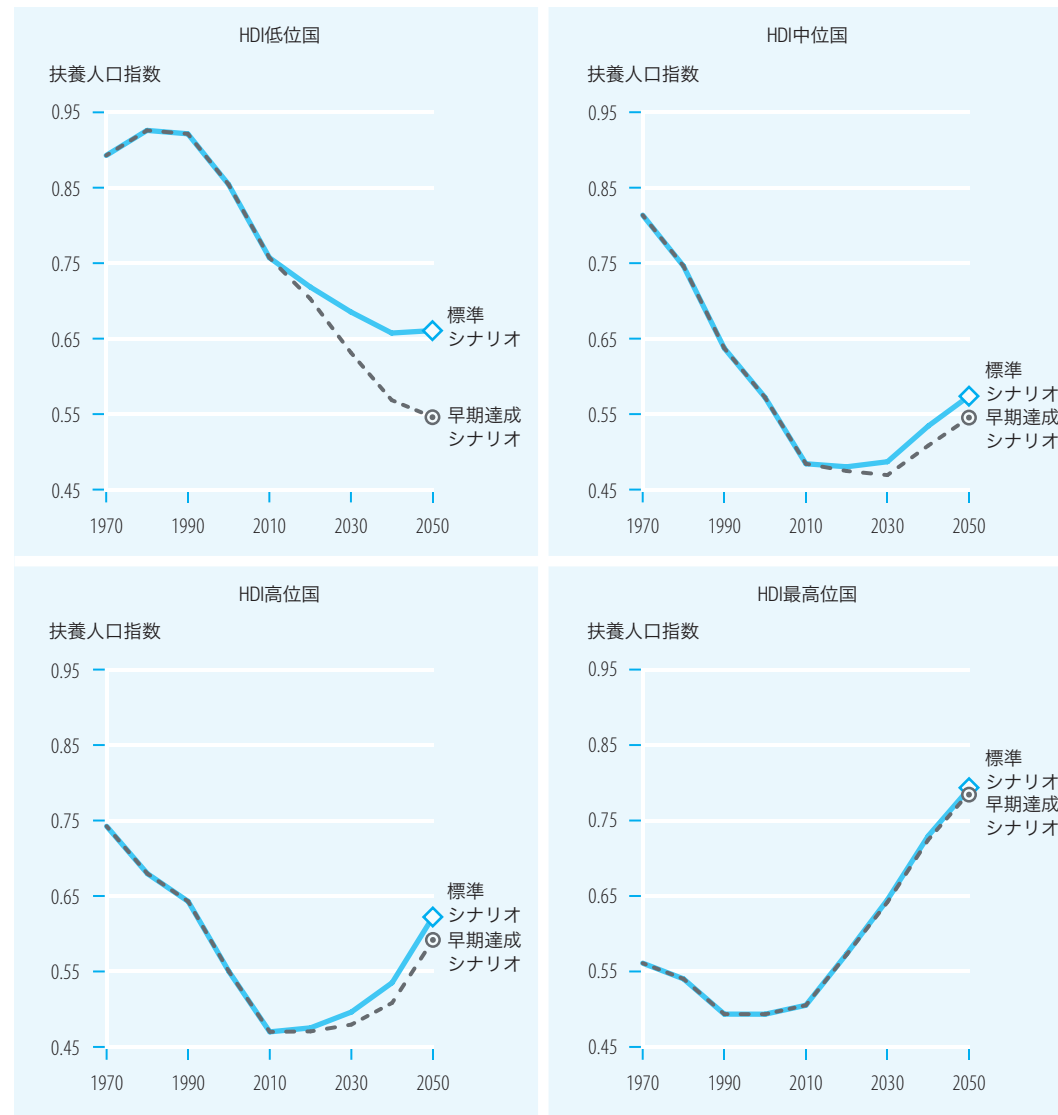 HDI低位国
扶養人口指数
0.95
0.85
0.75
0.65
0.55
0.45
1970
1990
2010
2030
2050
標準
シナリオ
早期達成
シナリオ
HDI中位国
扶養人口指数
0.95
0.85
0.75
0.65
0.55
0.45
1970
1990
2010
2030
2050
標準
シナリオ
早期達成
シナリオ
HDI高位国
扶養人口指数
0.95
0.85
0.75
0.65
0.55
0.45
1970
1990
2010
2030
2050
標準
シナリオ
早期達成
シナリオ
HDI最高位国
扶養人口指数
0.95
0.85
0.75
0.65
0.55
0.45
1970
1990
2010
2030
2050
標準
シナリオ
早期達成
シナリオ